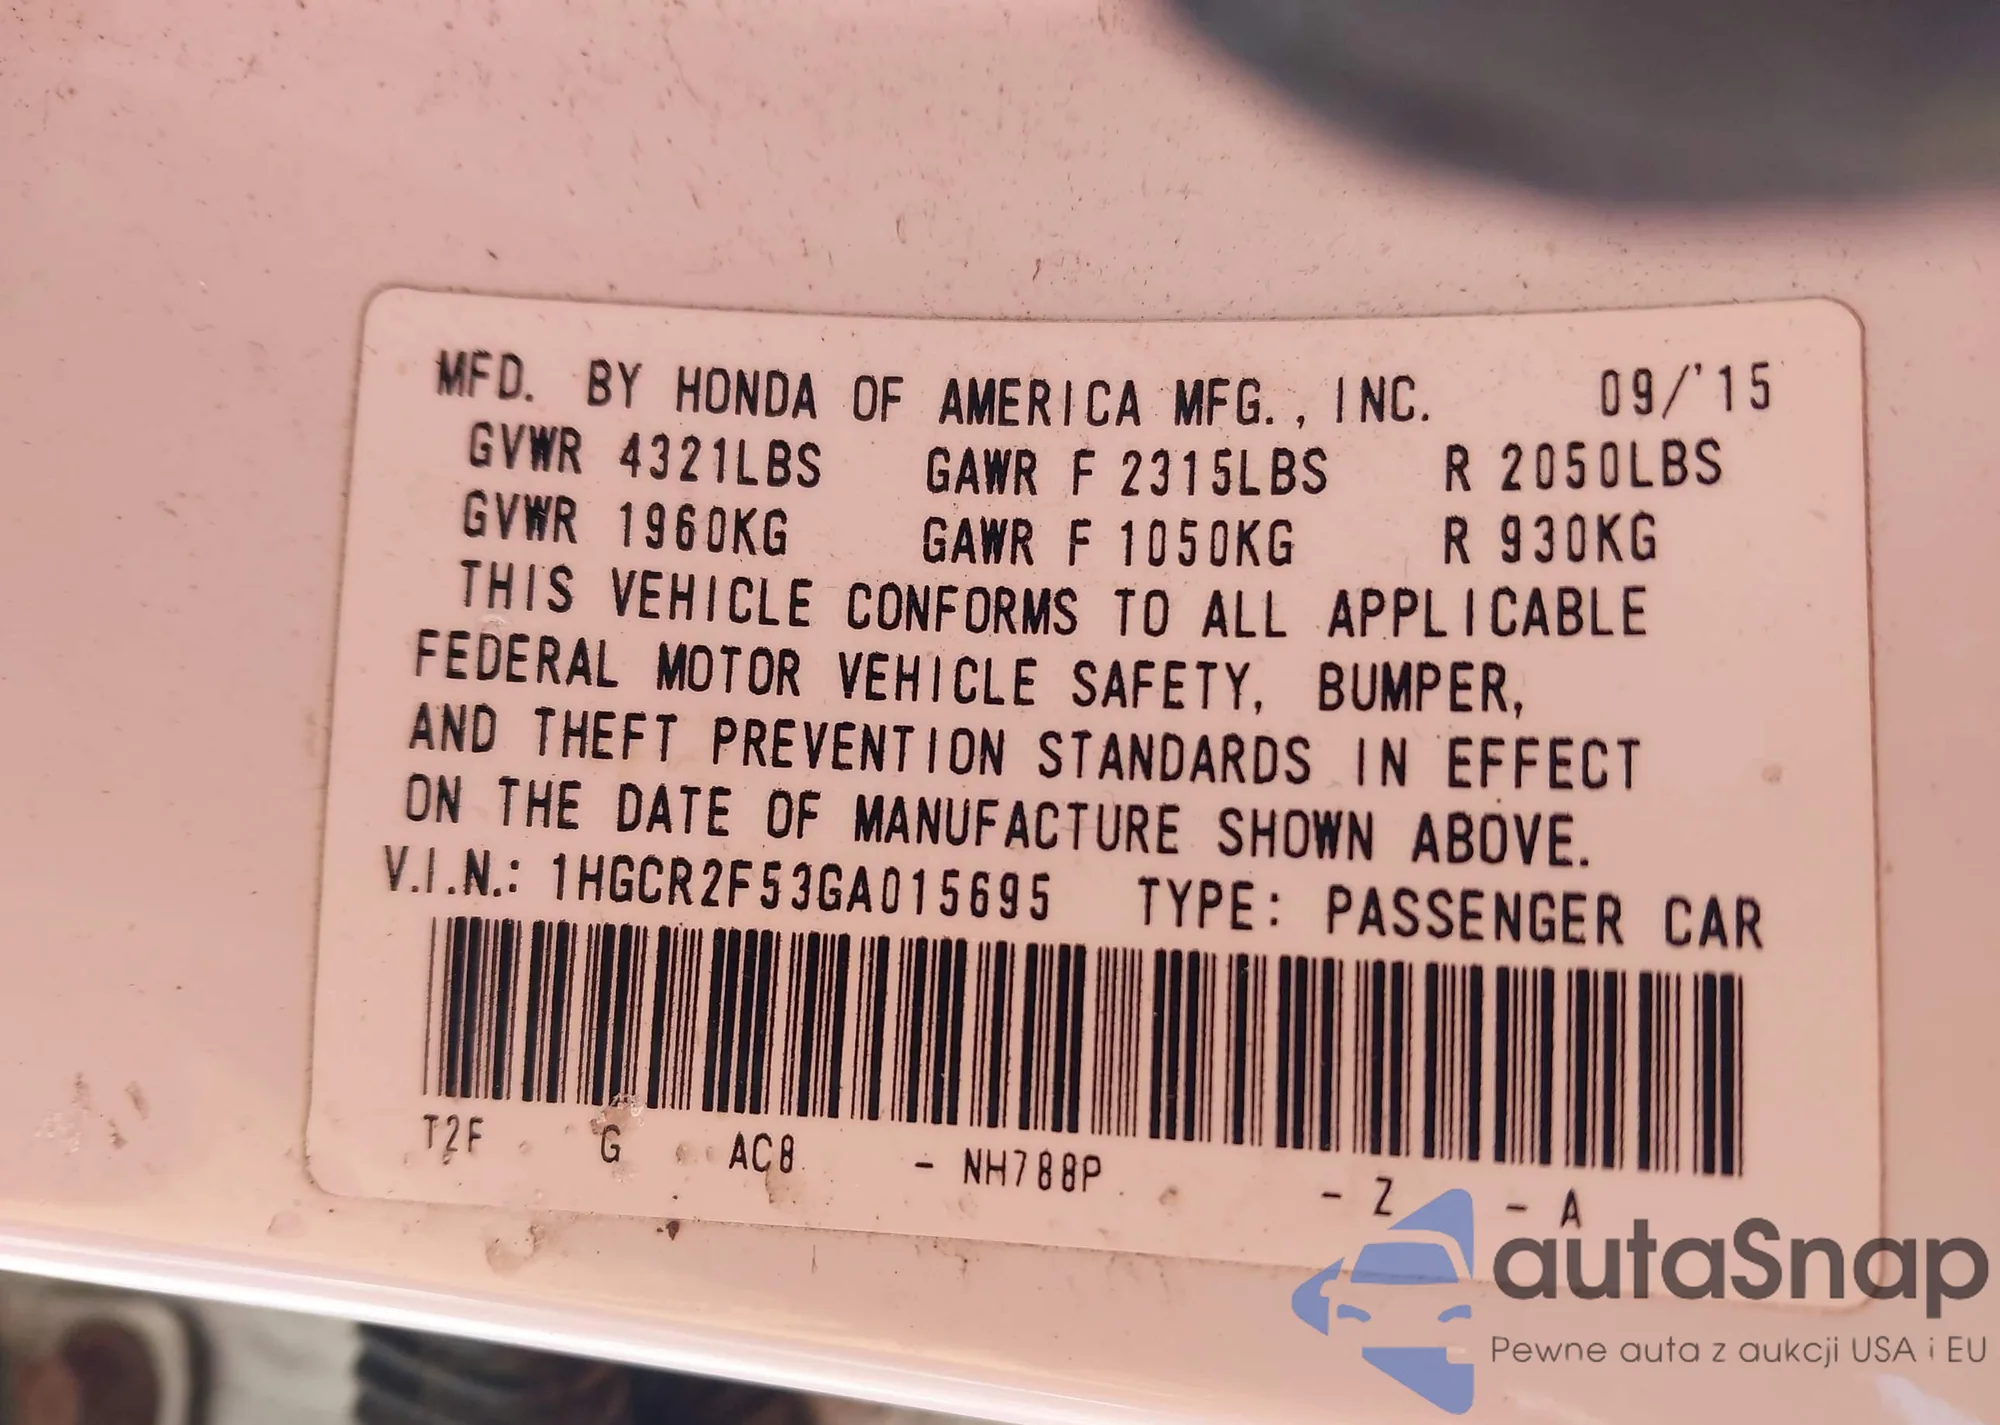 MFD. BY HONDA OF AMERICA MFG., INC. 09/'15
GVWR 4321LBS GAWR F 2315LBS R 2050LBS
GVWR 1960KG GAWR F 1050KG R 930KG
THIS VEHICLE CONFORMS TO ALL APPLICABLE
FEDERAL MOTOR VEHICLE SAFETY, BUMPER,
AND THEFT PREVENTION STANDARDS IN EFFECT
ON THE DATE OF MANUFACTURE SHOWN ABOVE.
V.I.N.: 1HGCR2F53GA015695 TYPE: PASSENGER CAR
T2F G AC8 - NH788P - Z - A
autaSnap
Pewne auta z aukcji USA i EU